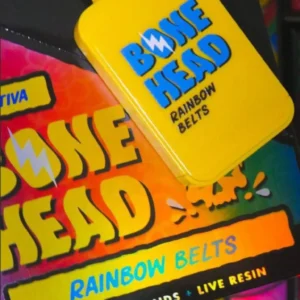 BONE
HEAD
RAINBOW
BELTS
TIVA
BONE
HEAD
RAINBOW BELTS
LIVE RESIN